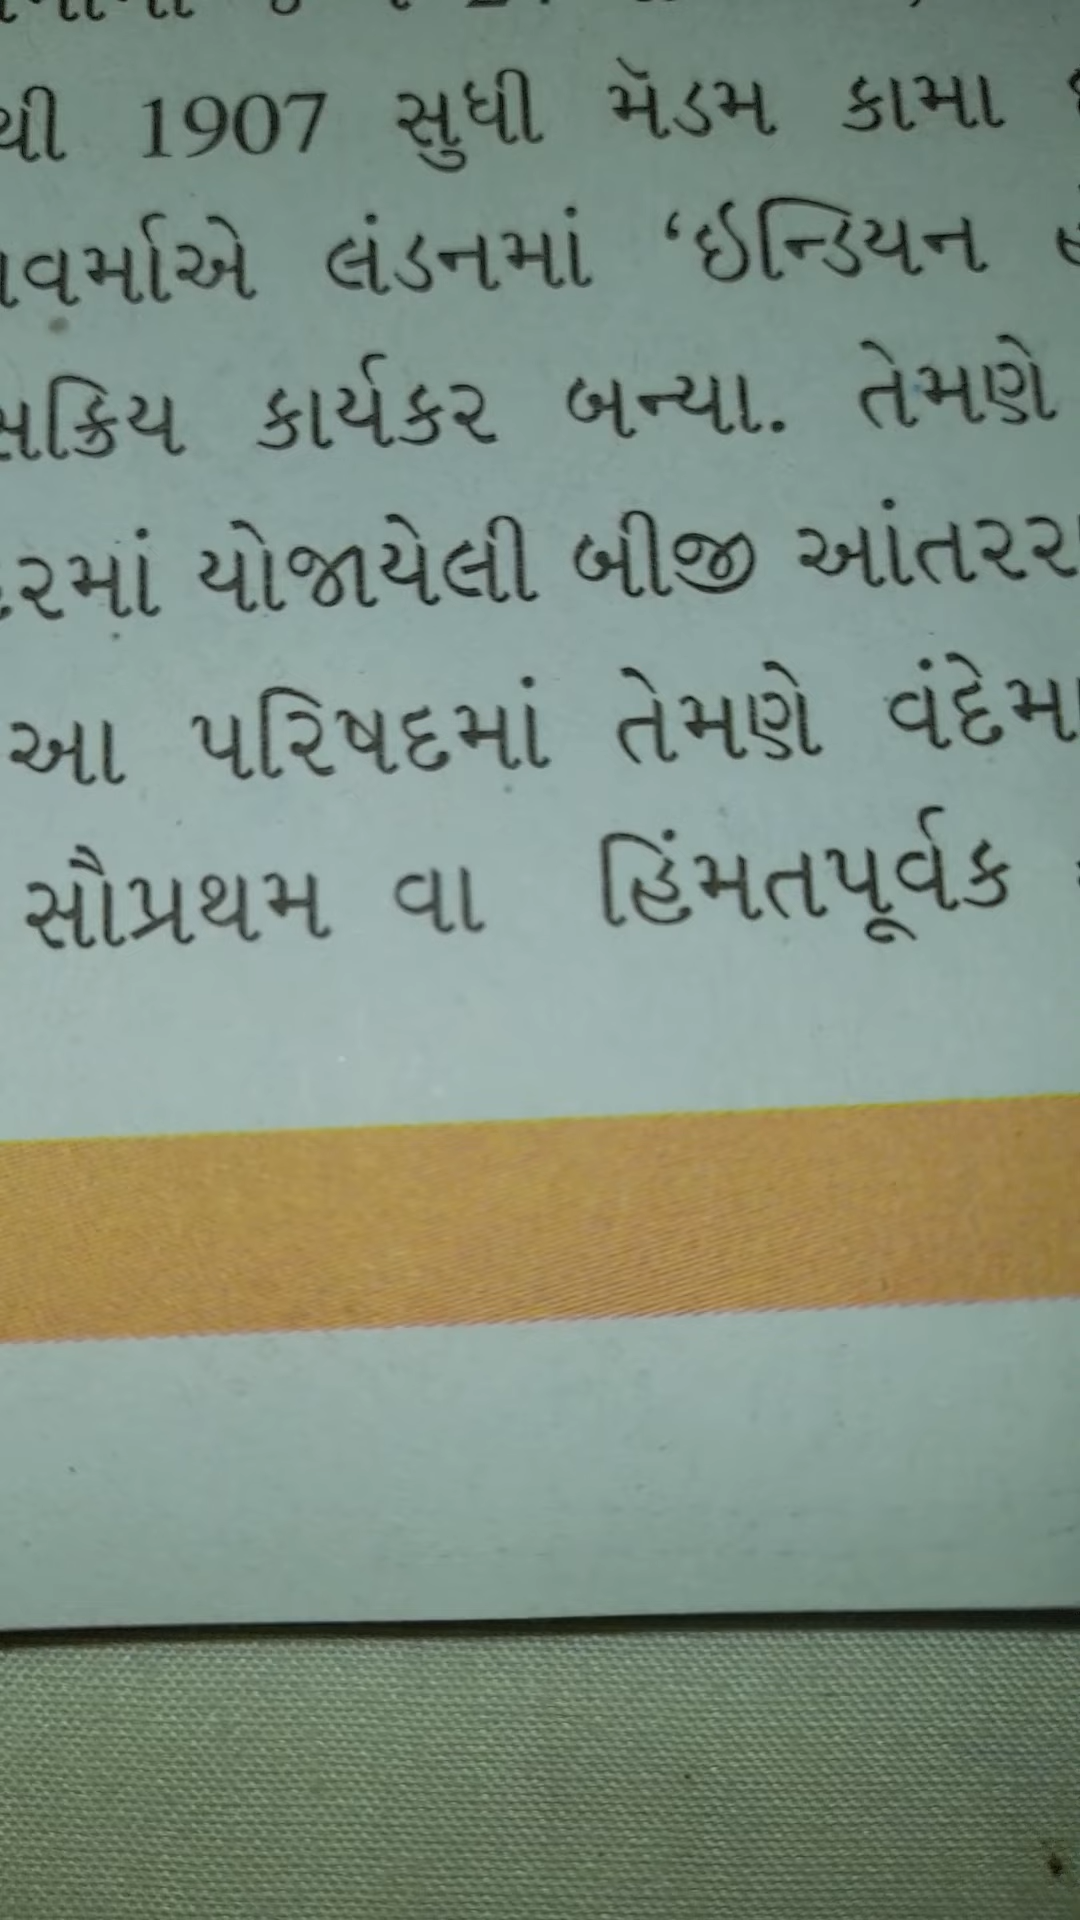 થી 1907 સુધી મૅડમ કામા
વર્માએ લંડનમાં ‘ઇન્ડિયન
સક્રિય કાર્યકર બન્યા. તેમણે
રમાં યોજાયેલી બીજી આંતરરા
આ પરિષદમાં તેમણે વંદેમા
સૌપ્રથમ વા હિંમતપૂર્વક